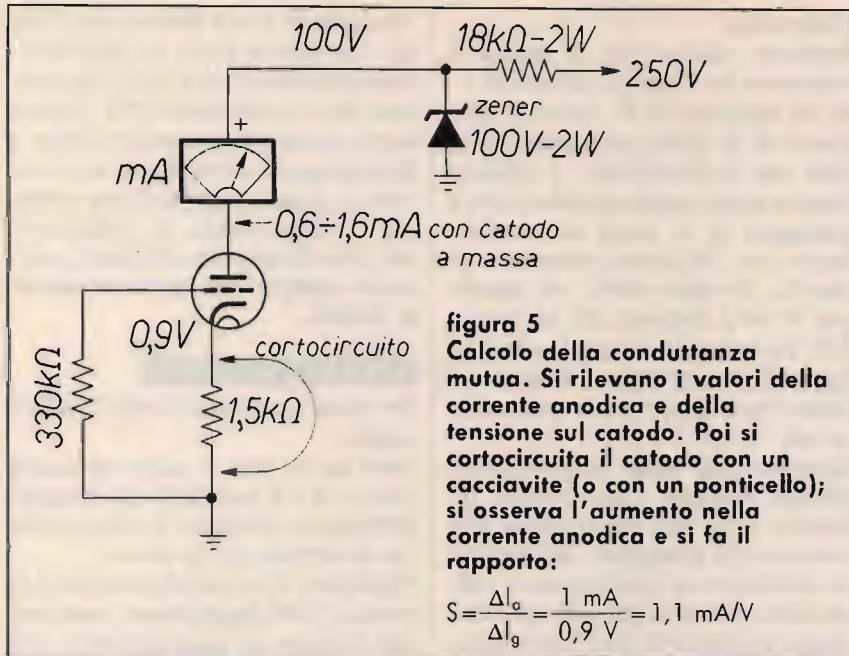 100V
18kΩ-2W
250V
zener
100V-2W
+
mA
0,6÷1,6mA con catodo
a massa
0,9V
cortocircuito
330kΩ
1,5kΩ
figura 5
Calcolo della conduttanza
mutua. Si rilevano i valori della
corrente anodica e della
tensione sul catodo. Poi si
cortocircuita il catodo con un
cacciavite (o con un ponticello);
si osserva l'aumento nella
corrente anodica e si fa il
rapporto:
S = ΔIa / ΔIg = 1 mA / 0,9 V = 1,1 mA/V